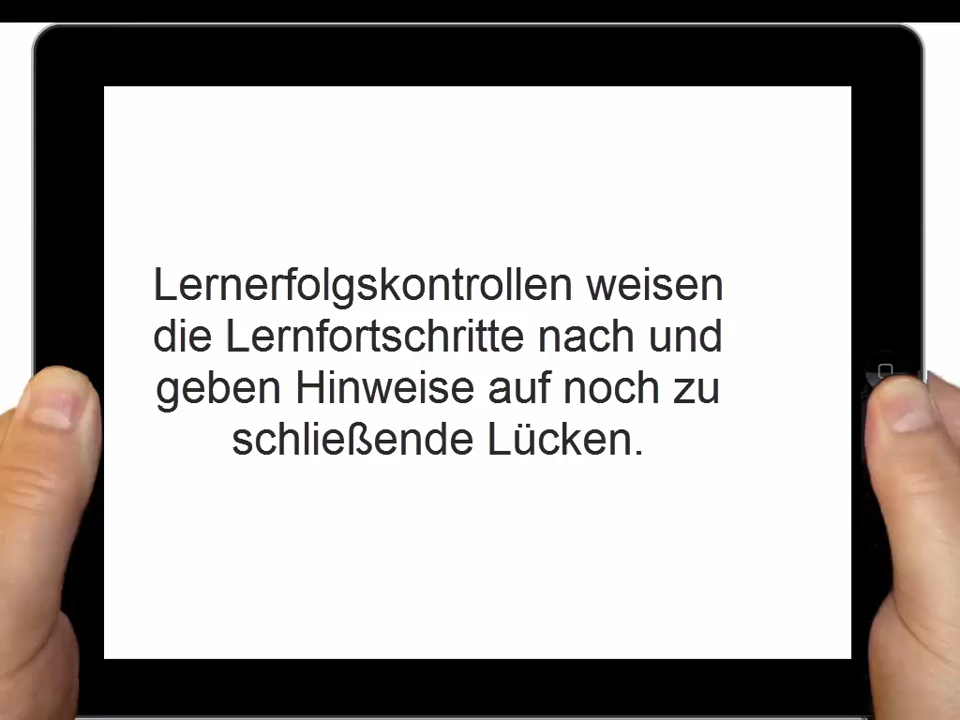 Lernerfolgskontrollen weisen
die Lernfortschritte nach und
geben Hinweise auf noch zu
schließende Lücken.